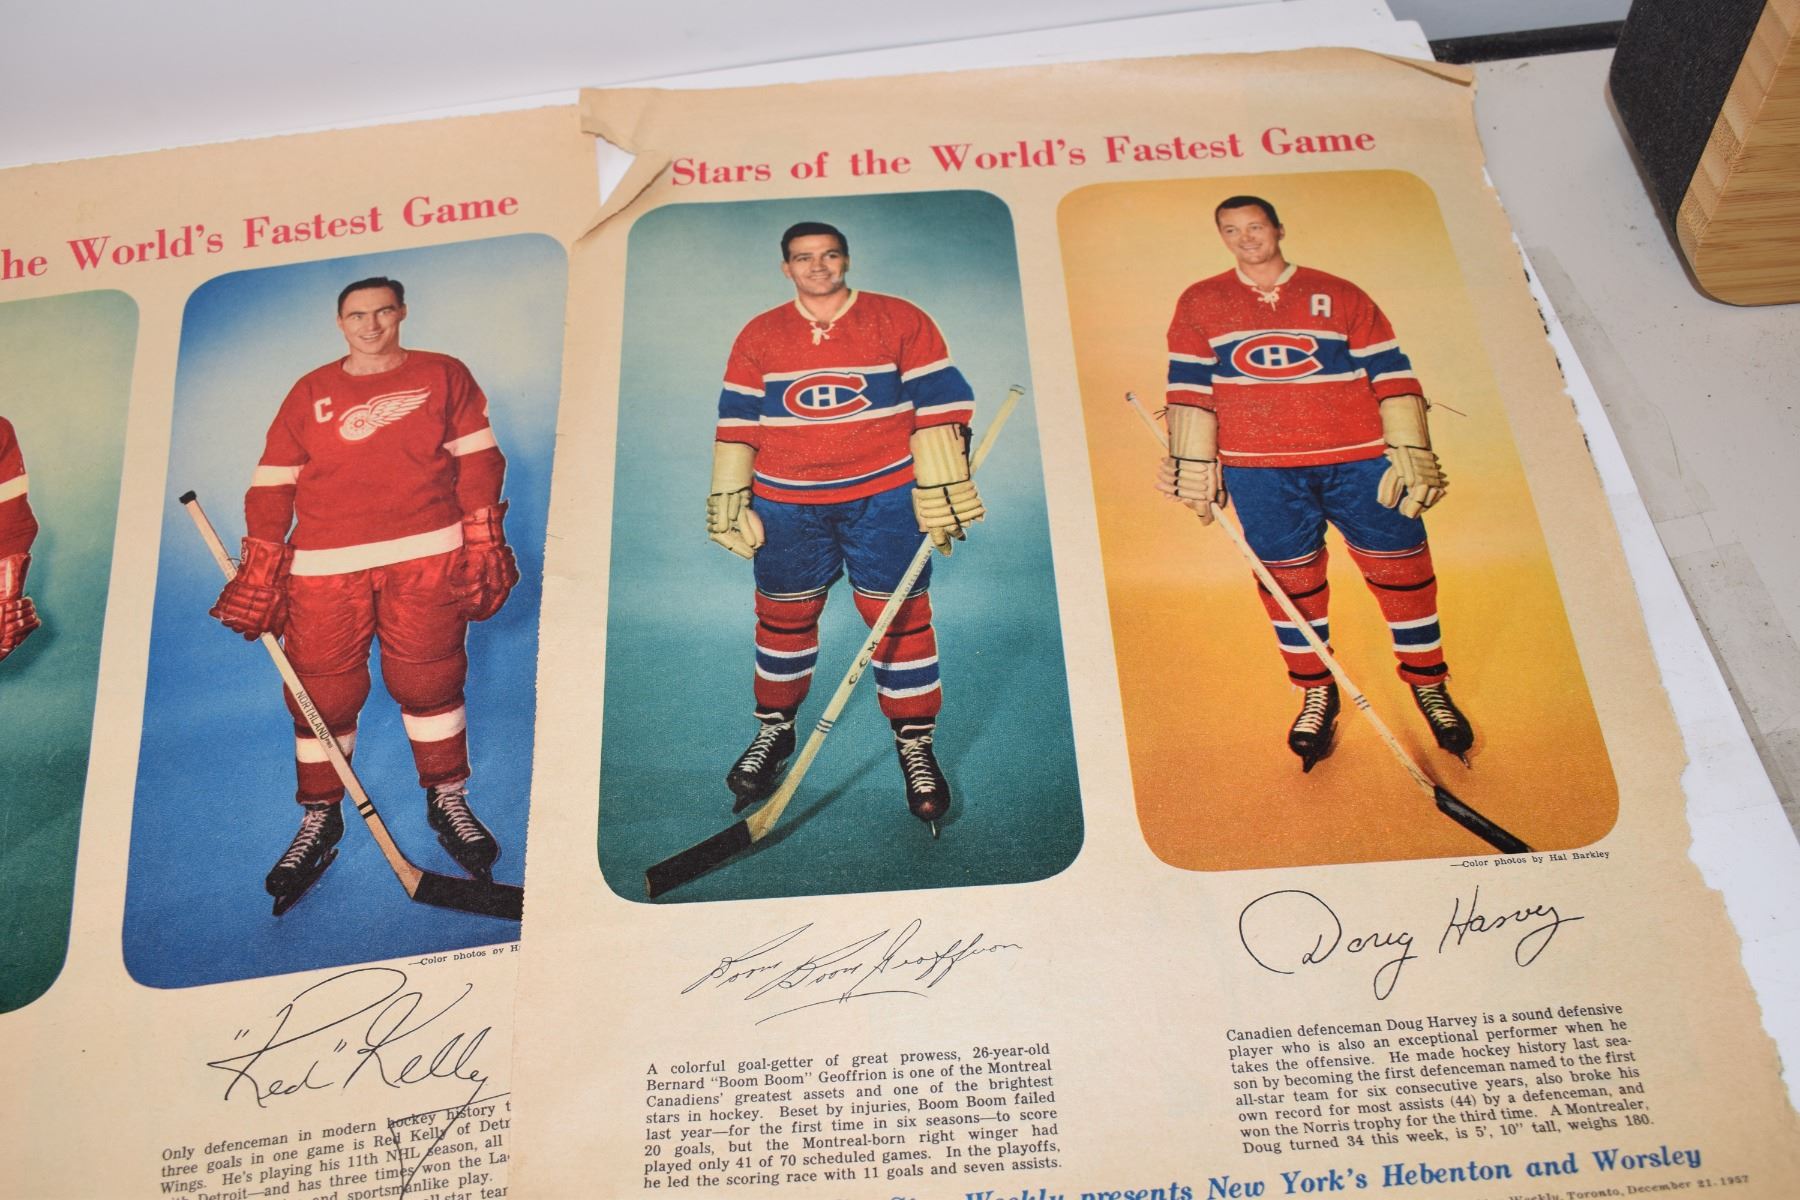 he World's Fastest Game
C
NORTHLAND
—Color photos by H
"Red" Kelly
Only defenceman in modern hockey history t
three goals in one game is Red Kelly of Detr
Wings. He's playing his 11th NHL season, all
Detroit—and has three times won the La
and sportsmanlike play.
all-star tear
Stars of the World's Fastest Game
CH
CCM
A
CH
—Color photos by Hal Barkley
Boom Boom Geoffrion
A colorful goal-getter of great prowess, 26-year-old
Bernard "Boom Boom" Geoffrion is one of the Montreal
Canadiens' greatest assets and one of the brightest
stars in hockey. Beset by injuries, Boom Boom failed
last year—for the first time in six seasons—to score
20 goals, but the Montreal-born right winger had
played only 41 of 70 scheduled games. In the playoffs,
he led the scoring race with 11 goals and seven assists.
Doug Harvey
Canadien defenceman Doug Harvey is a sound defensive
player who is also an exceptional performer when he
takes the offensive. He made hockey history last sea-
son by becoming the first defenceman named to the first
all-star team for six consecutive years, also broke his
own record for most assists (44) by a defenceman, and
won the Norris trophy for the third time. A Montrealer,
Doug turned 34 this week, is 5', 10" tall, weighs 180.
Weekly presents New York's Hebenton and Worsley
Weekly, Toronto, December 21, 1957